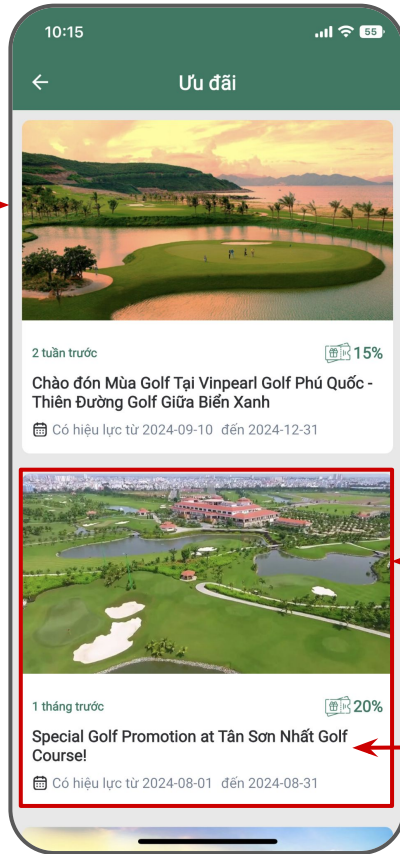 10:15
55
Ưu đãi
2 tuần trước
15%
Chào đón Mùa Golf Tại Vinpearl Golf Phú Quốc -
Thiên Đường Golf Giữa Biển Xanh
Có hiệu lực từ 2024-09-10 đến 2024-12-31
1 tháng trước
20%
Special Golf Promotion at Tân Sơn Nhất Golf
Course!
Có hiệu lực từ 2024-08-01 đến 2024-08-31